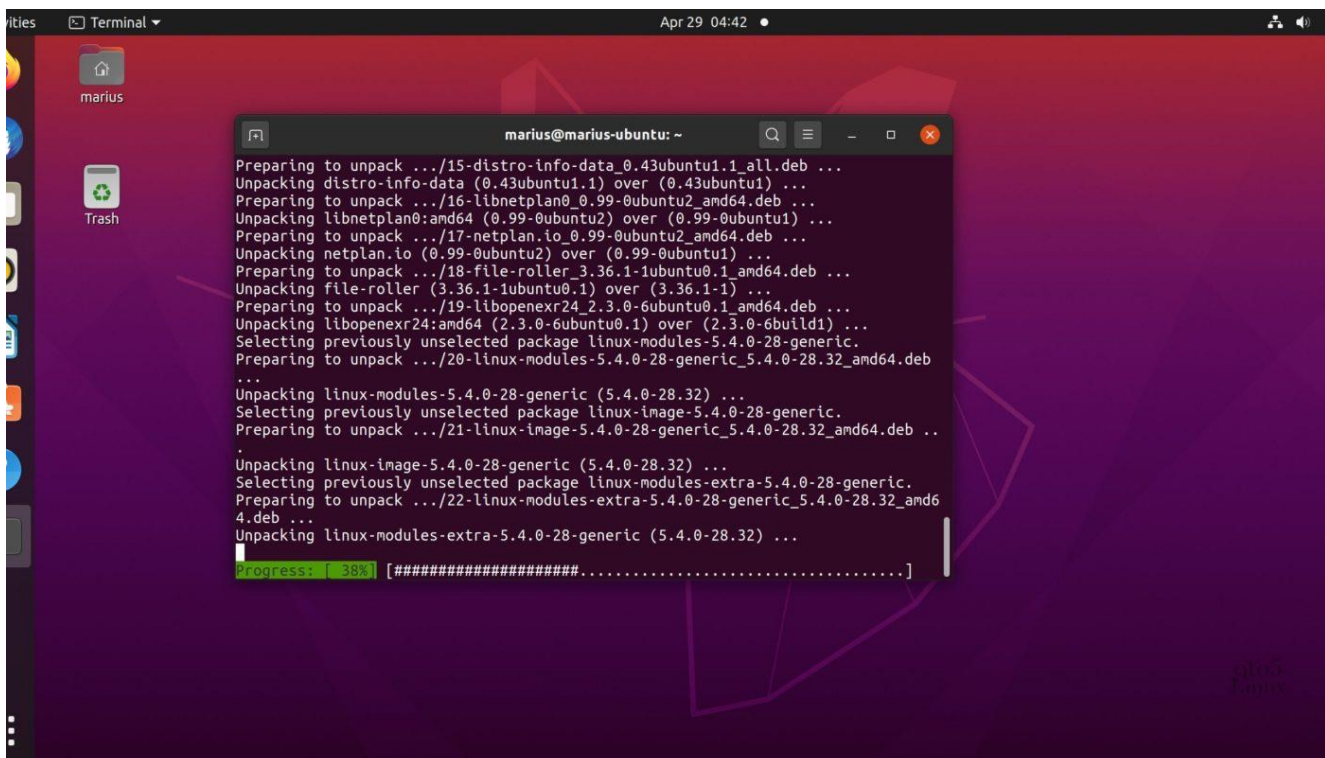 vities
Terminal
Apr 29 04:42
marius
Trash
marius@marius-ubuntu: ~
Preparing to unpack .../15-distro-info-data_0.43ubuntu1.1_all.deb ...
Unpacking distro-info-data (0.43ubuntu1.1) over (0.43ubuntu1) ...
Preparing to unpack .../16-libnetplan0_0.99-0ubuntu2_amd64.deb ...
Unpacking libnetplan0:amd64 (0.99-0ubuntu2) over (0.99-0ubuntu1) ...
Preparing to unpack .../17-netplan.io_0.99-0ubuntu2_amd64.deb ...
Unpacking netplan.io (0.99-0ubuntu2) over (0.99-0ubuntu1) ...
Preparing to unpack .../18-file-roller_3.36.1-1ubuntu0.1_amd64.deb ...
Unpacking file-roller (3.36.1-1ubuntu0.1) over (3.36.1-1) ...
Preparing to unpack .../19-libopenexr24_2.3.0-6ubuntu0.1_amd64.deb ...
Unpacking libopenexr24:amd64 (2.3.0-6ubuntu0.1) over (2.3.0-6build1) ...
Selecting previously unselected package linux-modules-5.4.0-28-generic.
Preparing to unpack .../20-linux-modules-5.4.0-28-generic_5.4.0-28.32_amd64.deb
...
Unpacking linux-modules-5.4.0-28-generic (5.4.0-28.32) ...
Selecting previously unselected package linux-image-5.4.0-28-generic.
Preparing to unpack .../21-linux-image-5.4.0-28-generic_5.4.0-28.32_amd64.deb ..
.
Unpacking linux-image-5.4.0-28-generic (5.4.0-28.32) ...
Selecting previously unselected package linux-modules-extra-5.4.0-28-generic.
Preparing to unpack .../22-linux-modules-extra-5.4.0-28-generic_5.4.0-28.32_amd6
4.deb ...
Unpacking linux-modules-extra-5.4.0-28-generic (5.4.0-28.32) ...
Progress: [ 38%] [#####################.....................................]
9to5
Linux